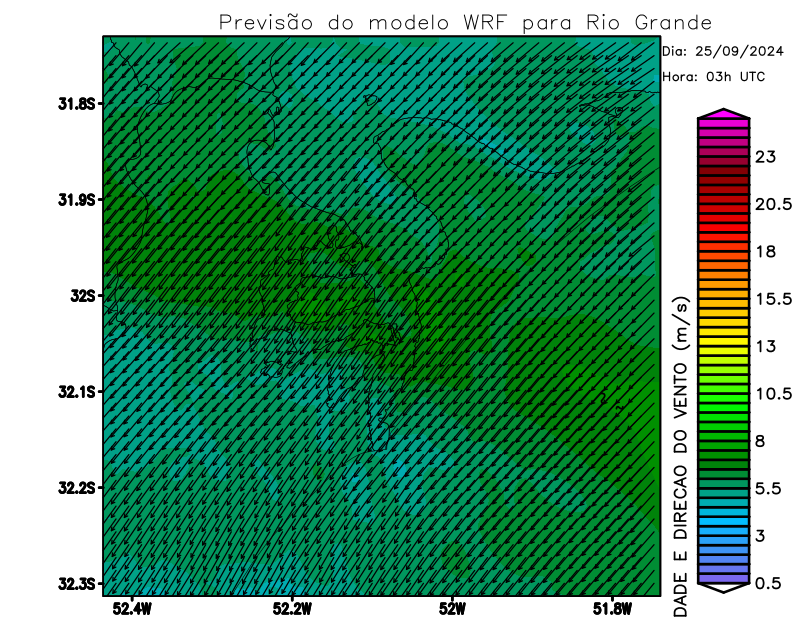 Previsão do modelo WRF para Rio Grande
Dia: 25/09/2024
Hora: 03h UTC
31.8S
31.9S
32S
32.1S
32.2S
32.3S
52.4W
52.2W
52W
51.8W
23
20.5
18
15.5
13
10.5
8
5.5
3
0.5
DADE E DIRECAO DO VENTO (m/s)